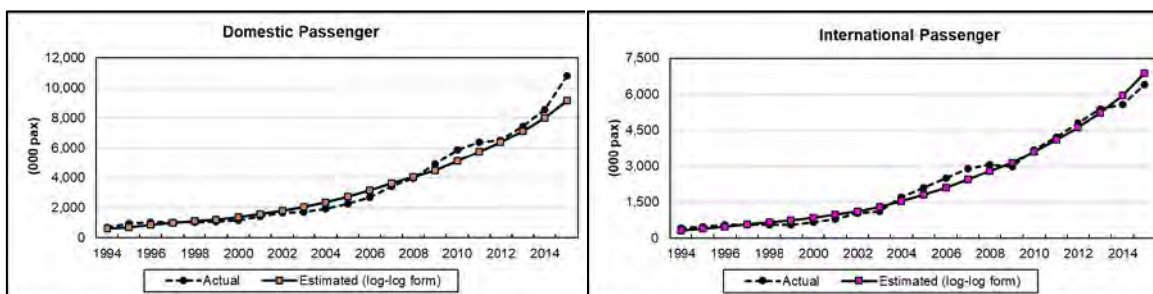 Domestic Passenger
12,000
10,000
8,000
6,000
4,000
2,000
0
(000 pax)
1994 1996 1998 2000 2002 2004 2006 2008 2010 2012 2014
Actual Estimated (log-log form)
International Passenger
7,500
6,000
4,500
3,000
1,500
0
(000 pax)
1994 1996 1998 2000 2002 2004 2006 2008 2010 2012 2014
Actual Estimated (log-log form)